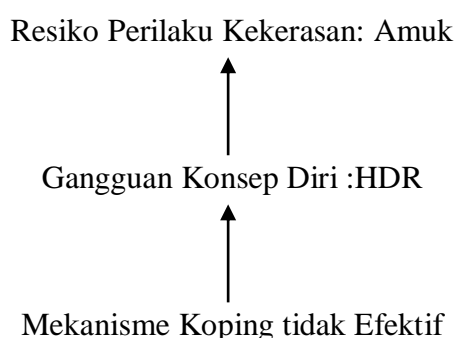 Resiko Perilaku Kekerasan: Amuk
Gangguan Konsep Diri :HDR
Mekanisme Koping tidak Efektif